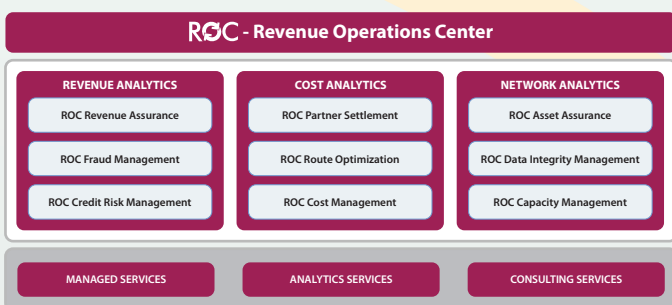 ROC - Revenue Operations Center
REVENUE ANALYTICS
ROC Revenue Assurance
ROC Fraud Management
ROC Credit Risk Management
COST ANALYTICS
ROC Partner Settlement
ROC Route Optimization
ROC Cost Management
NETWORK ANALYTICS
ROC Asset Assurance
ROC Data Integrity Management
ROC Capacity Management
MANAGED SERVICES
ANALYTICS SERVICES
CONSULTING SERVICES